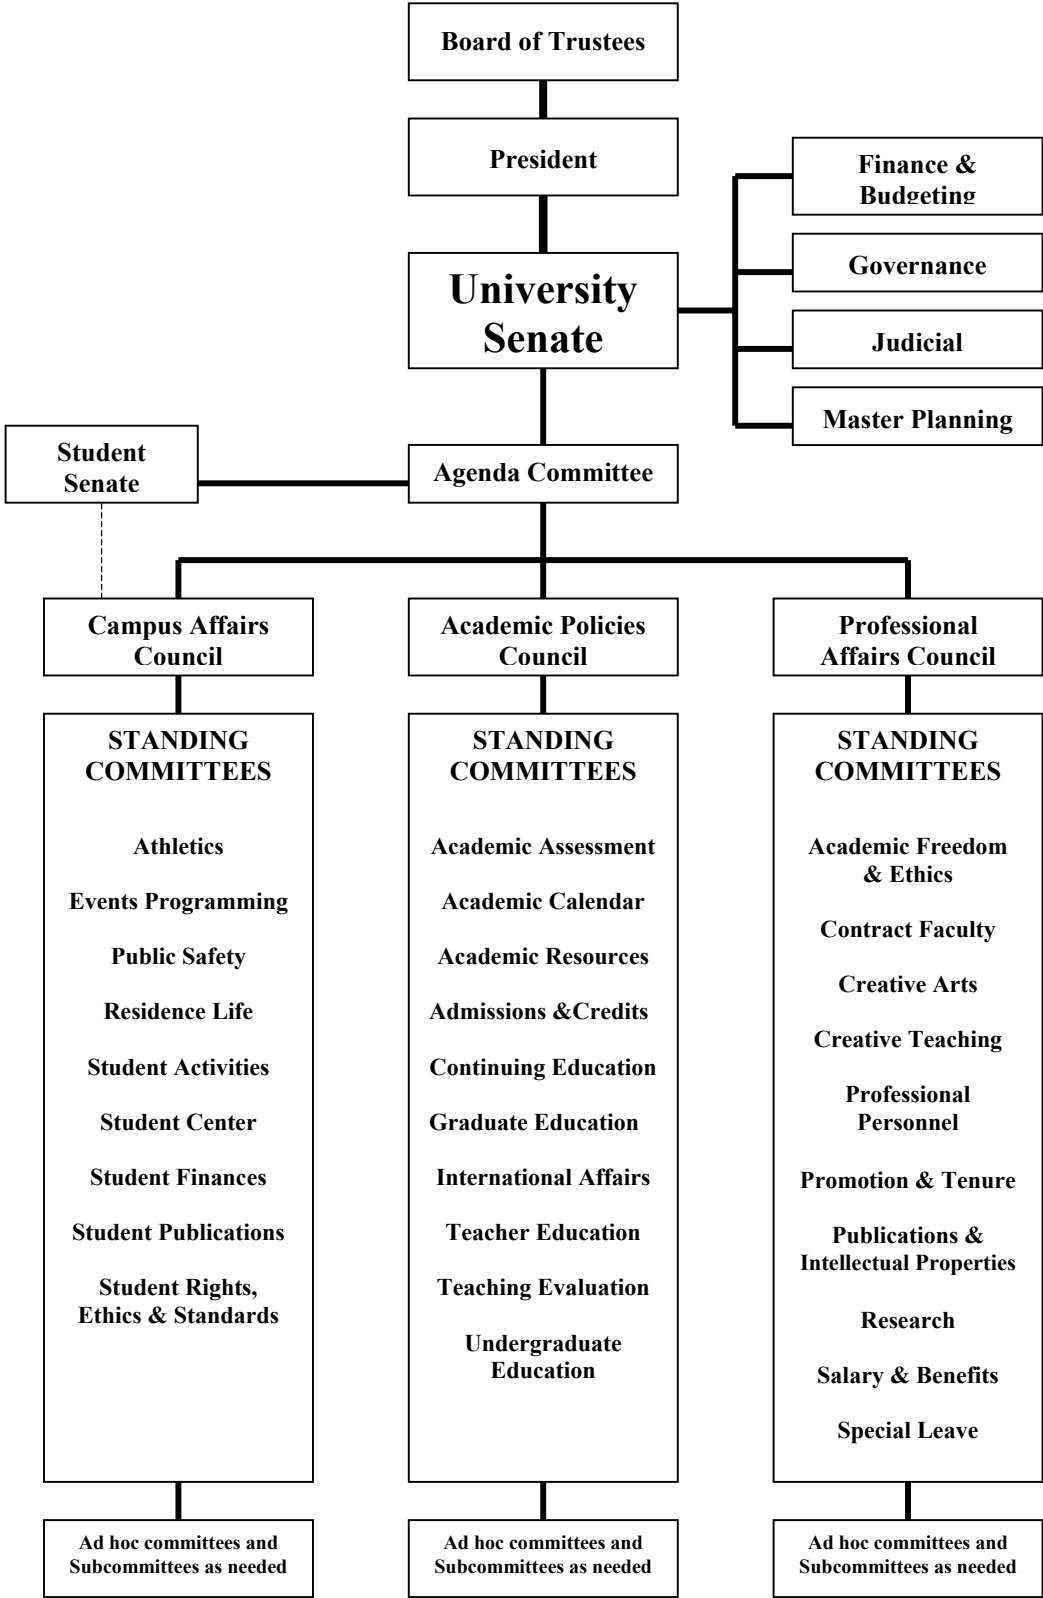 Board of Trustees
President
Finance &
Budgeting
University
Senate
Governance
Judicial
Master Planning
Student
Senate
Agenda Committee
Campus Affairs
Council
Academic Policies
Council
Professional
Affairs Council
STANDING
COMMITTEES
Athletics
Events Programming
Public Safety
Residence Life
Student Activities
Student Center
Student Finances
Student Publications
Student Rights,
Ethics & Standards
STANDING
COMMITTEES
Academic Assessment
Academic Calendar
Academic Resources
Admissions &Credits
Continuing Education
Graduate Education
International Affairs
Teacher Education
Teaching Evaluation
Undergraduate
Education
STANDING
COMMITTEES
Academic Freedom
& Ethics
Contract Faculty
Creative Arts
Creative Teaching
Professional
Personnel
Promotion & Tenure
Publications &
Intellectual Properties
Research
Salary & Benefits
Special Leave
Ad hoc committees and
Subcommittees as needed
Ad hoc committees and
Subcommittees as needed
Ad hoc committees and
Subcommittees as needed